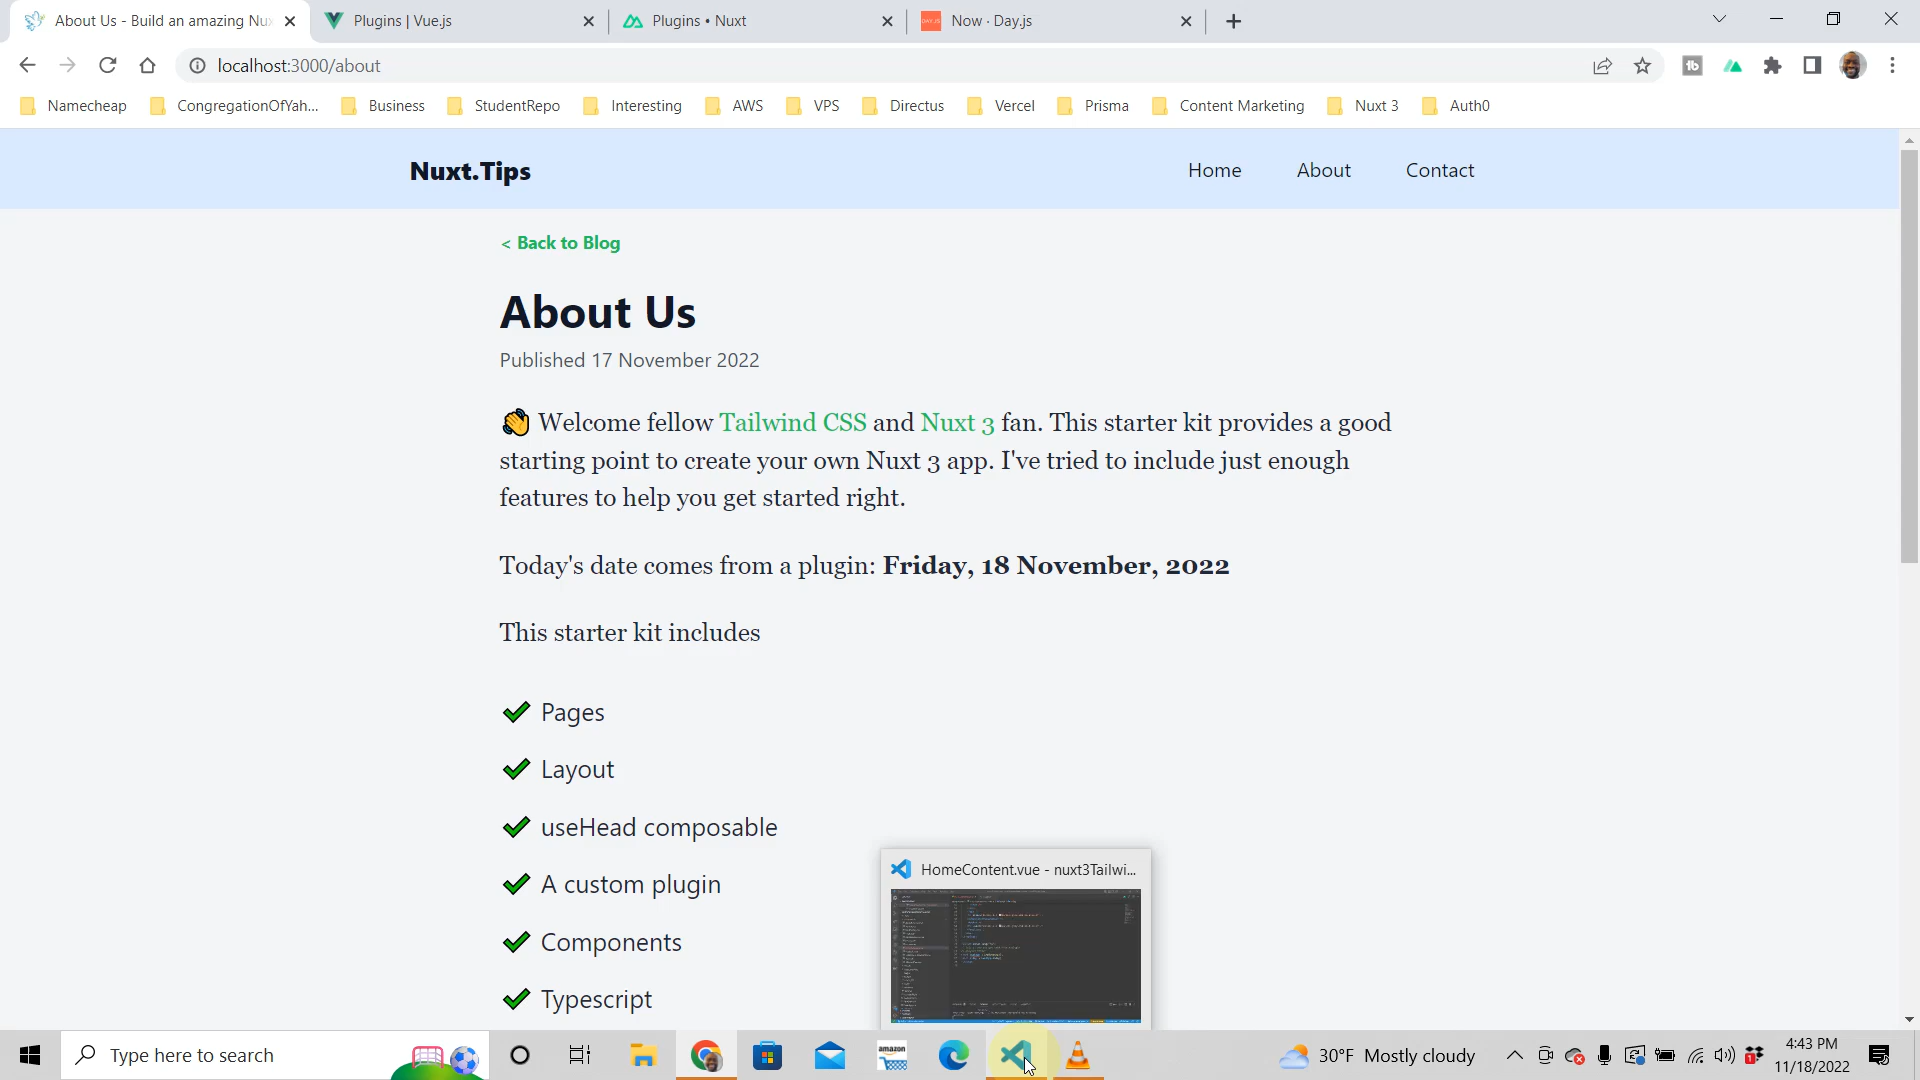 About Us - Build an amazing Nux
Plugins | Vue.js
Plugins • Nuxt
DAY.JS
Now · Day.js
localhost:3000/about
Namecheap
CongregationOfYah...
Business
StudentRepo
Interesting
AWS
VPS
Directus
Vercel
Prisma
Content Marketing
Nuxt 3
Auth0
Nuxt.Tips
Home
About
Contact
< Back to Blog
About Us
Published 17 November 2022
👋 Welcome fellow Tailwind CSS and Nuxt 3 fan. This starter kit provides a good
starting point to create your own Nuxt 3 app. I've tried to include just enough
features to help you get started right.
Today's date comes from a plugin: Friday, 18 November, 2022
This starter kit includes
✔ Pages
✔ Layout
✔ useHead composable
✔ A custom plugin
✔ Components
✔ Typescript
HomeContent.vue - nuxt3Tailwi...
Type here to search
amazon
30°F Mostly cloudy
1
4:43 PM
11/18/2022